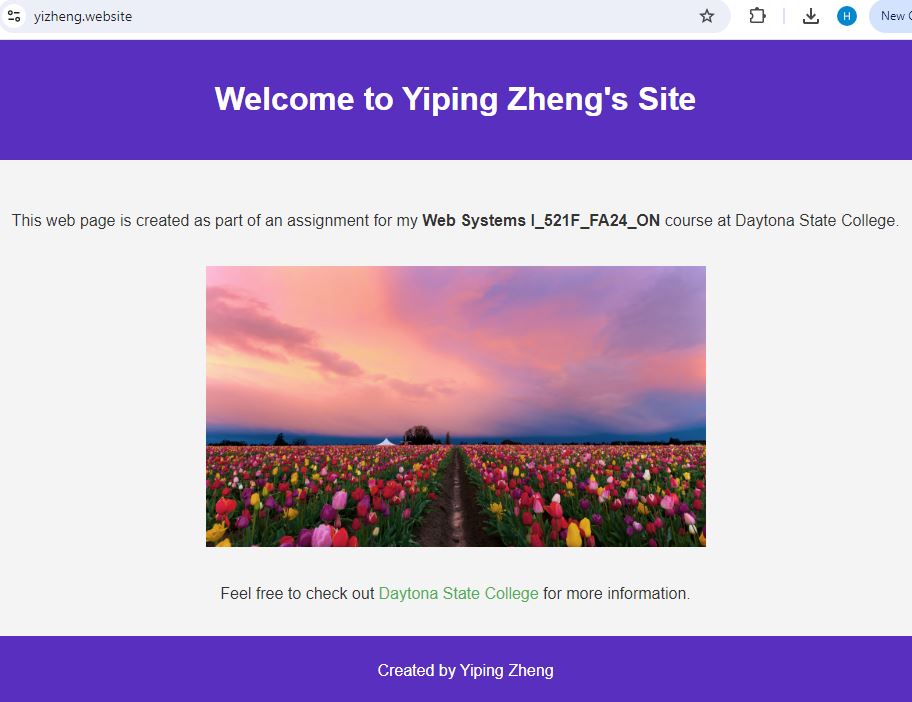 yizheng.website
H
New
Welcome to Yiping Zheng's Site
This web page is created as part of an assignment for my Web Systems I_521F_FA24_ON course at Daytona State College.
Feel free to check out Daytona State College for more information.
Created by Yiping Zheng